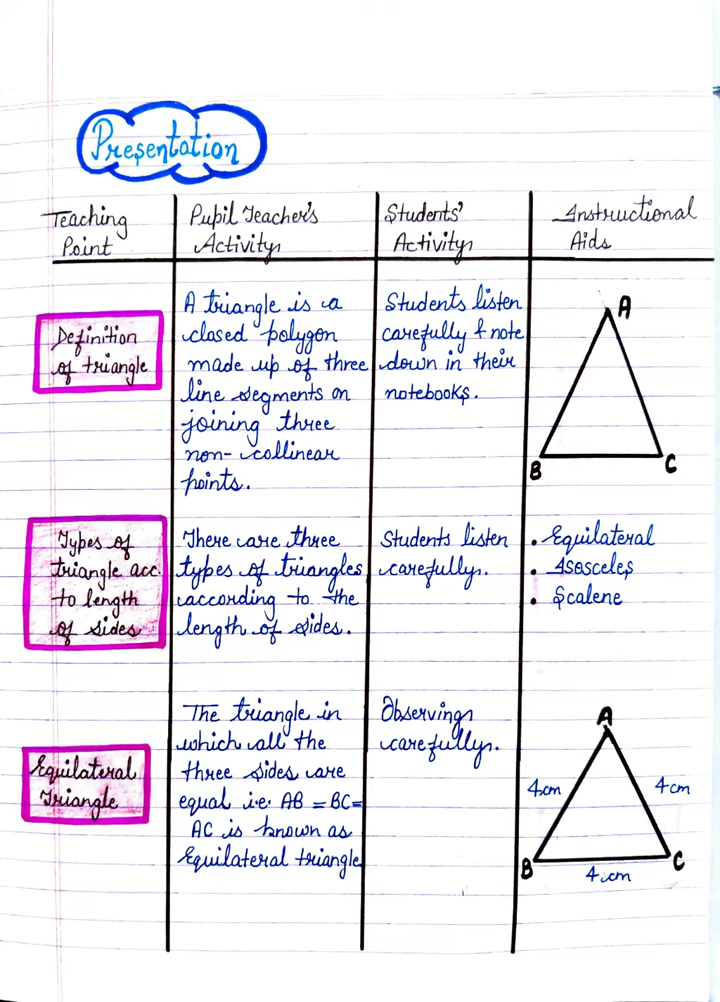 Presentation
Teaching
Point
Pupil Teacher's
Activity
Students'
Activity
Instructional
Aids
Definition
of triangle
A triangle is a
closed polygon
made up of three
line segments on
joining three
non-collinear
points.
Students listen
carefully & note
down in their
notebooks.
A
B
C
Types of
triangle acc.
to length
of sides
There are three
types of triangles
according to the
length of sides.
Students listen
carefully.
• Equilateral
• Isosceles
• Scalene
Equilateral
Triangle
The triangle in
which all the
three sides are
equal i.e. AB = BC =
AC is known as
Equilateral triangle
Observing
carefully.
A
4cm
4cm
B
C
4cm